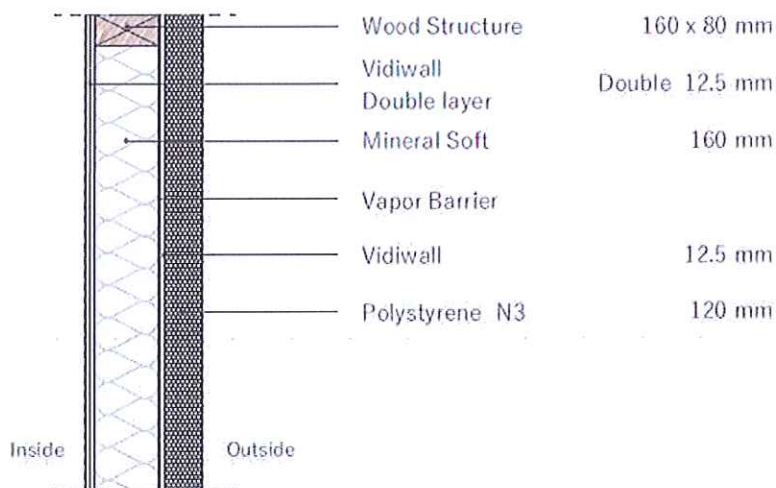 Wood Structure 160 x 80 mm
Vidiwall
Double layer Double 12.5 mm
Mineral Soft 160 mm
Vapor Barrier
Vidiwall 12.5 mm
Polystyrene N3 120 mm
Inside Outside